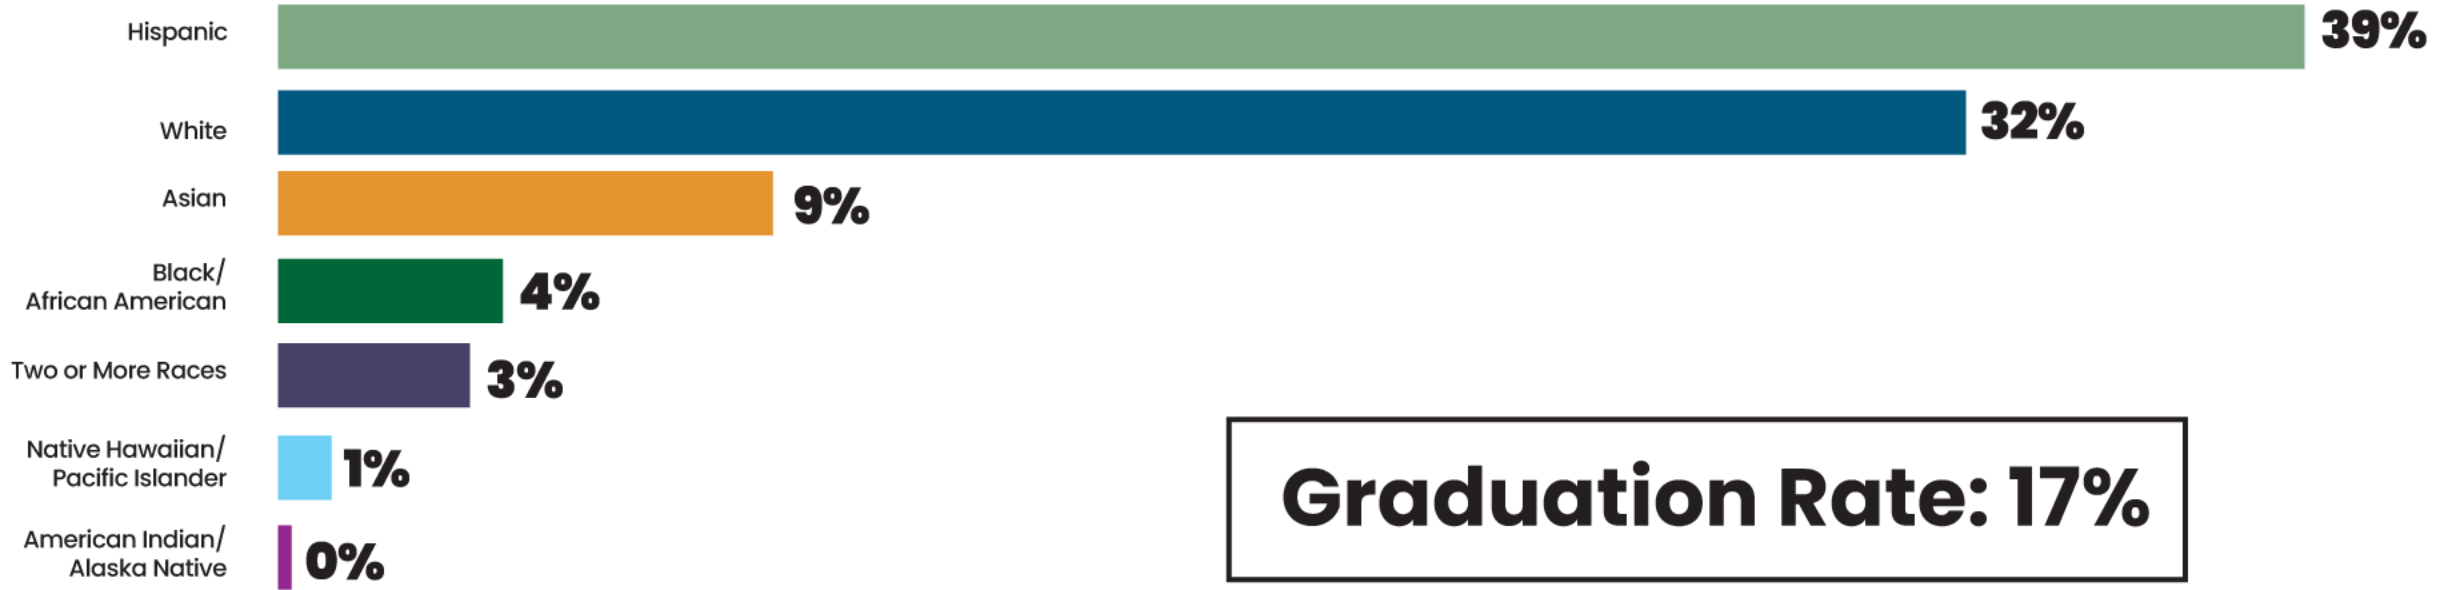 Hispanic
39%
White
32%
Asian
9%
Black/
African American
4%
Two or More Races
3%
Native Hawaiian/
Pacific Islander
1%
American Indian/
Alaska Native
0%
Graduation Rate: 17%